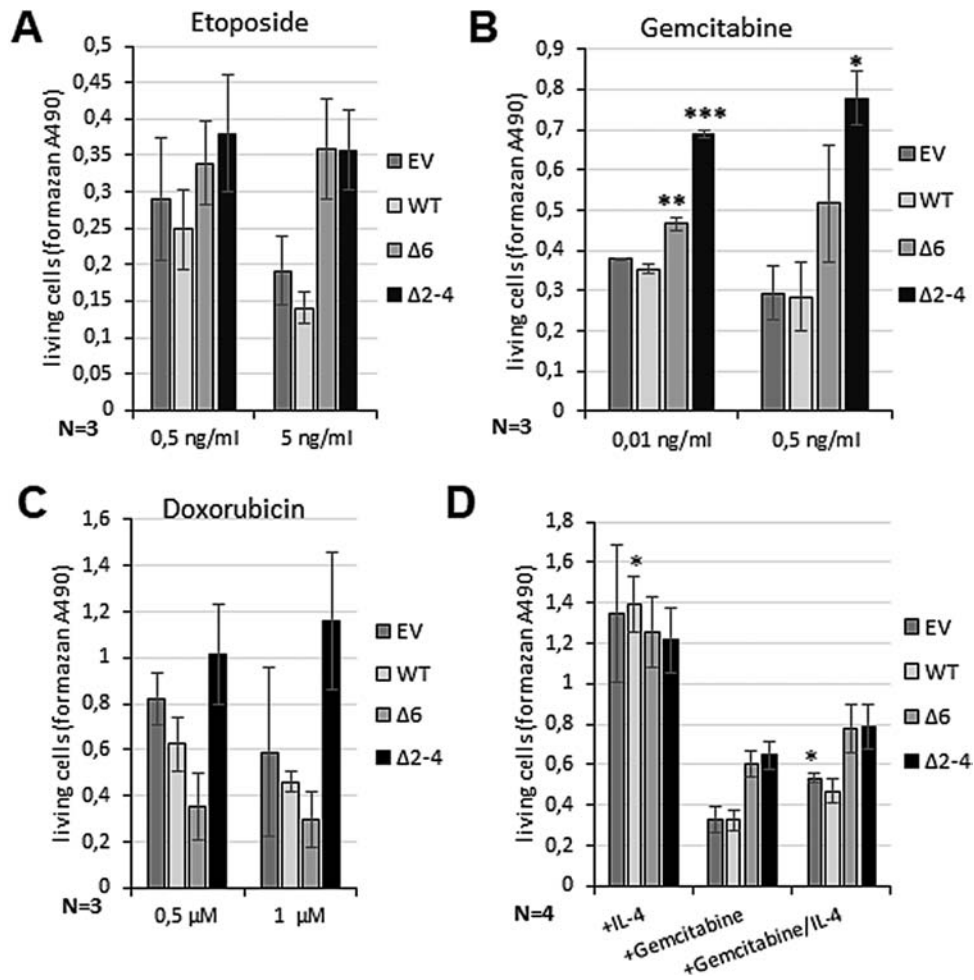 A
Etoposide
living cells (formazan A490)
0,5
0,45
0,4
0,35
0,3
0,25
0,2
0,15
0,1
0,05
0
EV
WT
Δ6
Δ2-4
N=3
0,5 ng/ml
5 ng/ml
B
Gemcitabine
living cells (formazan A490)
0,9
0,8
0,7
0,6
0,5
0,4
0,3
0,2
0,1
0
**
***
*
EV
WT
Δ6
Δ2-4
N=3
0,01 ng/ml
0,5 ng/ml
C
Doxorubicin
living cells (formazan A490)
1,6
1,4
1,2
1
0,8
0,6
0,4
0,2
0
EV
WT
Δ6
Δ2-4
N=3
0,5 µM
1 µM
D
living cells (formazan A490)
1,8
1,6
1,4
1,2
1
0,8
0,6
0,4
0,2
0
*
*
EV
WT
Δ6
Δ2-4
N=4
+IL-4
+Gemcitabine
+Gemcitabine/IL-4